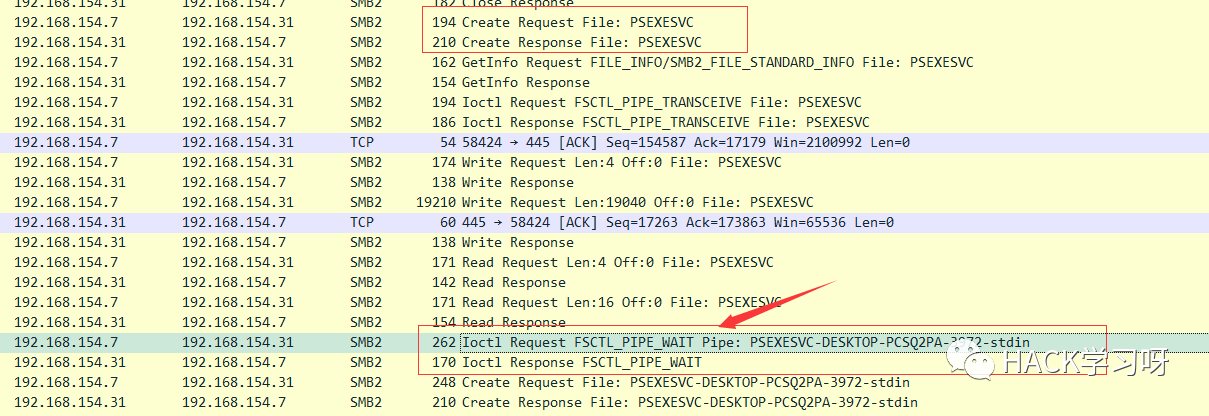 192.168.154.31 192.168.154.7 SMB2 182 Close Response
192.168.154.7 192.168.154.31 SMB2 194 Create Request File: PSEXESVC
192.168.154.31 192.168.154.7 SMB2 210 Create Response File: PSEXESVC
192.168.154.7 192.168.154.31 SMB2 162 GetInfo Request FILE_INFO/SMB2_FILE_STANDARD_INFO File: PSEXESVC
192.168.154.31 192.168.154.7 SMB2 154 GetInfo Response
192.168.154.7 192.168.154.31 SMB2 194 Ioctl Request FSCTL_PIPE_TRANSCEIVE File: PSEXESVC
192.168.154.31 192.168.154.7 SMB2 186 Ioctl Response FSCTL_PIPE_TRANSCEIVE File: PSEXESVC
192.168.154.7 192.168.154.31 TCP 54 58424 → 445 [ACK] Seq=154587 Ack=17179 Win=2100992 Len=0
192.168.154.7 192.168.154.31 SMB2 174 Write Request Len:4 Off:0 File: PSEXESVC
192.168.154.31 192.168.154.7 SMB2 138 Write Response
192.168.154.7 192.168.154.31 SMB2 19210 Write Request Len:19040 Off:0 File: PSEXESVC
192.168.154.31 192.168.154.7 TCP 60 445 → 58424 [ACK] Seq=17263 Ack=173863 Win=65536 Len=0
192.168.154.31 192.168.154.7 SMB2 138 Write Response
192.168.154.7 192.168.154.31 SMB2 171 Read Request Len:4 Off:0 File: PSEXESVC
192.168.154.31 192.168.154.7 SMB2 142 Read Response
192.168.154.7 192.168.154.31 SMB2 171 Read Request Len:16 Off:0 File: PSEXESVC
192.168.154.31 192.168.154.7 SMB2 154 Read Response
192.168.154.7 192.168.154.31 SMB2 262 Ioctl Request FSCTL_PIPE_WAIT Pipe: PSEXESVC-DESKTOP-PCSQ2PA-3972-stdin
192.168.154.31 192.168.154.7 SMB2 170 Ioctl Response FSCTL_PIPE_WAIT
192.168.154.7 192.168.154.31 SMB2 248 Create Request File: PSEXESVC-DESKTOP-PCSQ2PA-3972-stdin
192.168.154.31 192.168.154.7 SMB2 210 Create Response File: PSEXESVC-DESKTOP-PCSQ2PA-3972-stdin
HACK学习呀